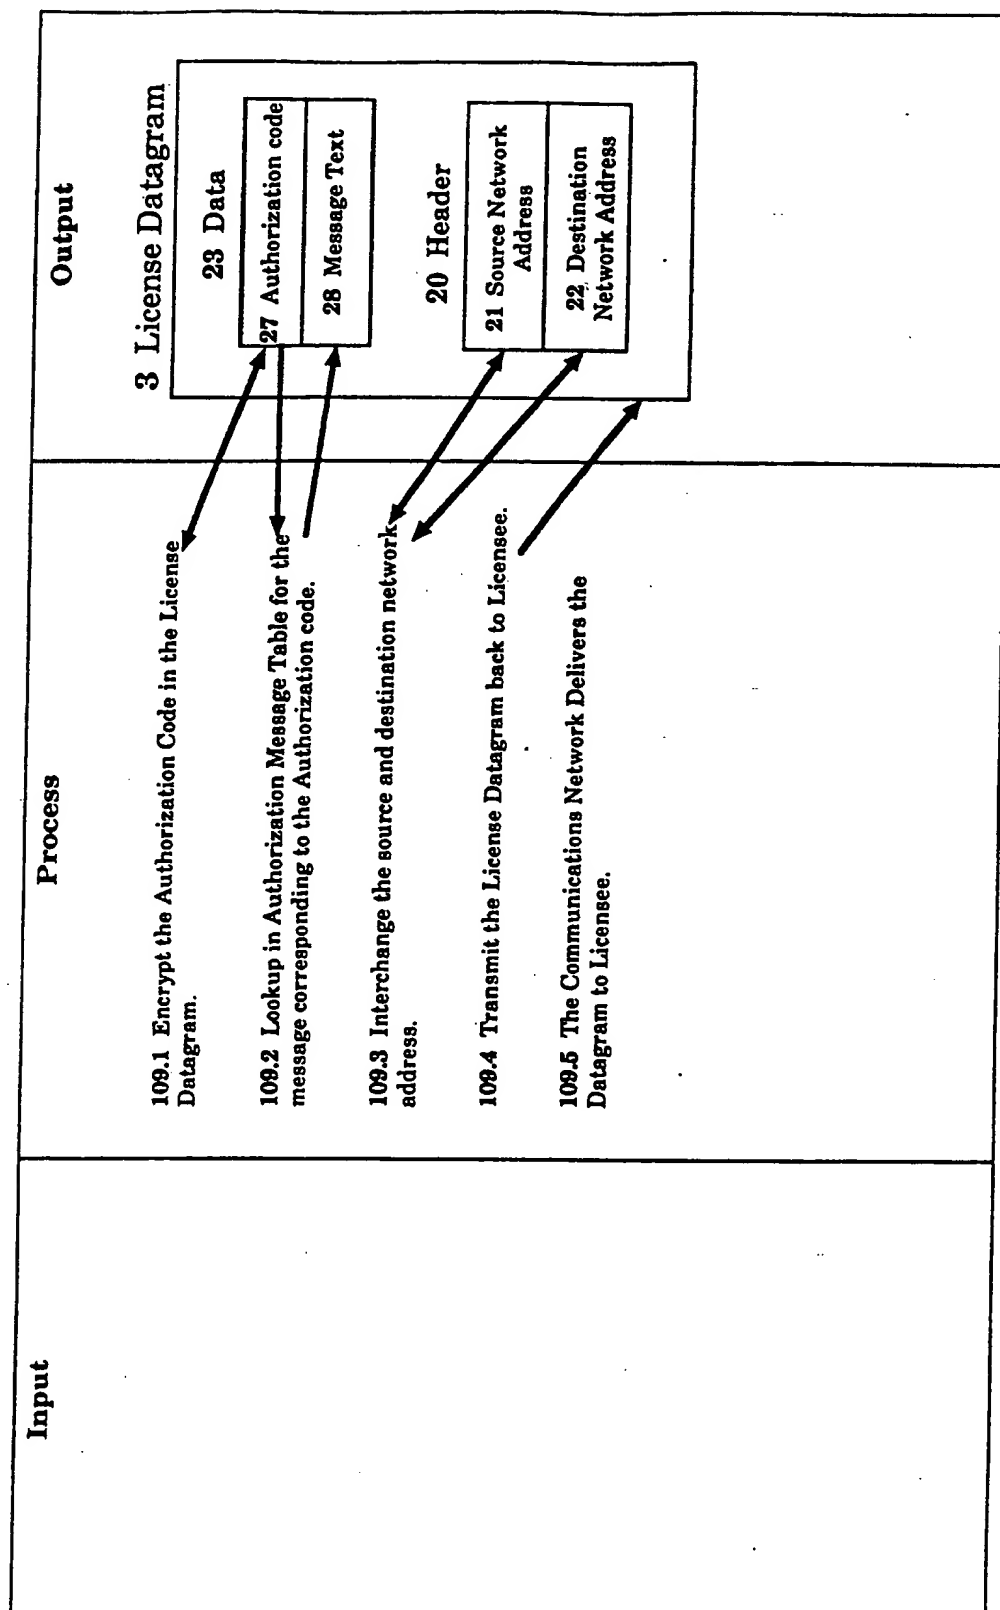 Input
Process
109.1 Encrypt the Authorization Code in the License
Datagram.
109.2 Lookup in Authorization Message Table for the
message corresponding to the Authorization code.
109.3 Interchange the source and destination network
address.
109.4 Transmit the License Datagram back to Licensee.
109.5 The Communications Network Delivers the
Datagram to Licensee.
Output
3 License Datagram
23 Data
27 Authorization code
28 Message Text
20 Header
21 Source Network
Address
22 Destination
Network Address